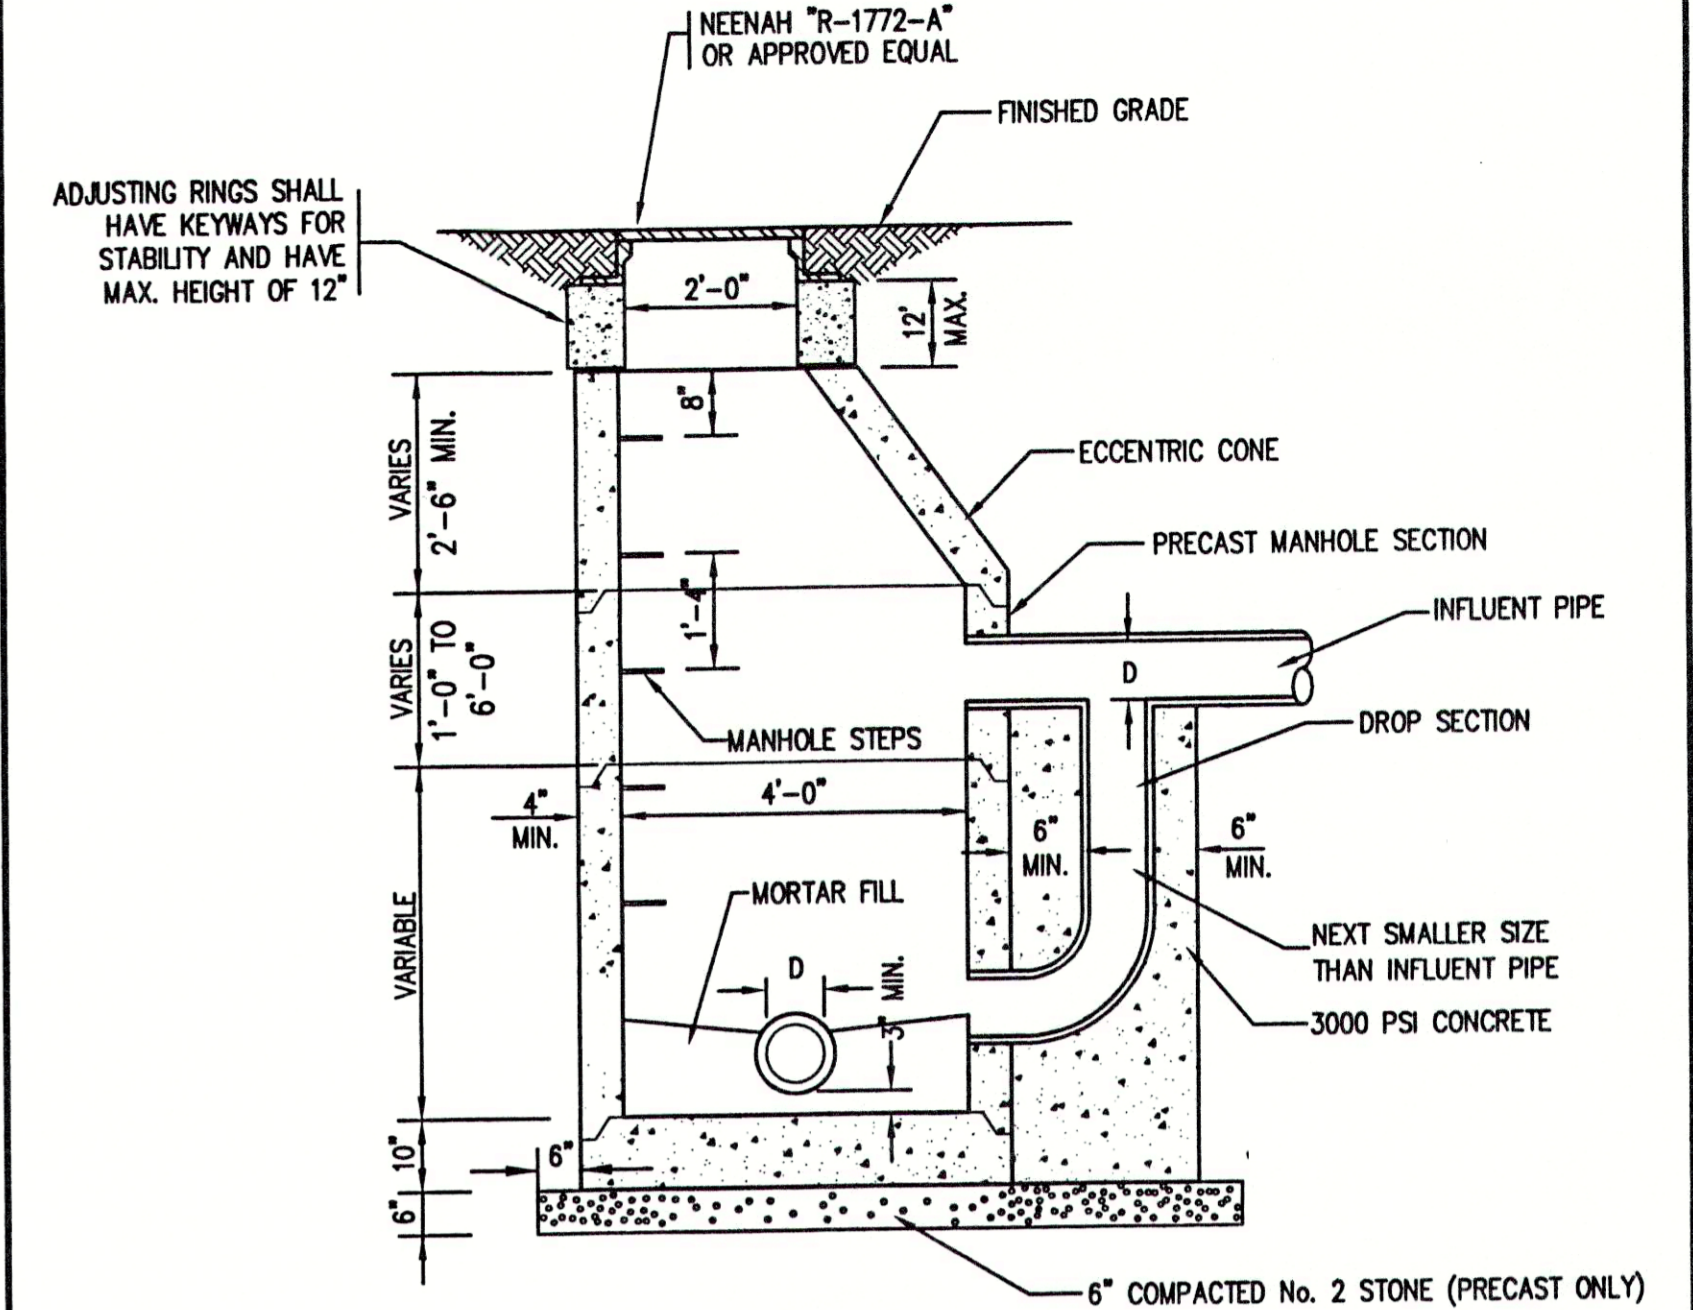 NEENAH "R-1772-A"
OR APPROVED EQUAL
FINISHED GRADE
ADJUSTING RINGS SHALL
HAVE KEYWAYS FOR
STABILITY AND HAVE
MAX. HEIGHT OF 12"
2'-0"
12'
MAX.
8"
VARIES
2'-6" MIN.
ECCENTRIC CONE
PRECAST MANHOLE SECTION
1'-4"
INFLUENT PIPE
VARIES
1'-0" TO
6'-0"
D
DROP SECTION
MANHOLE STEPS
4"
MIN.
4'-0"
6"
MIN.
6"
MIN.
MORTAR FILL
VARIABLE
D
3" MIN.
NEXT SMALLER SIZE
THAN INFLUENT PIPE
3000 PSI CONCRETE
10"
6"
6"
6" COMPACTED No. 2 STONE (PRECAST ONLY)